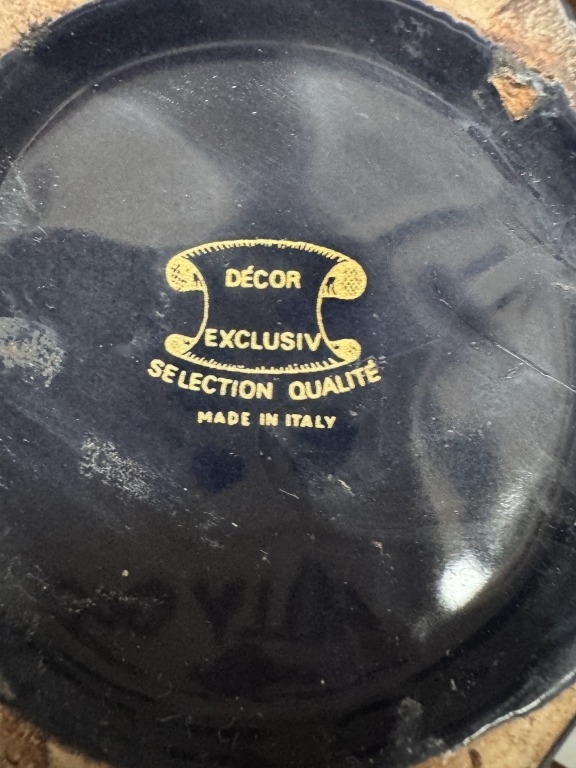 DÉCOR
EXCLUSIV
SELECTION QUALITÉ
MADE IN ITALY